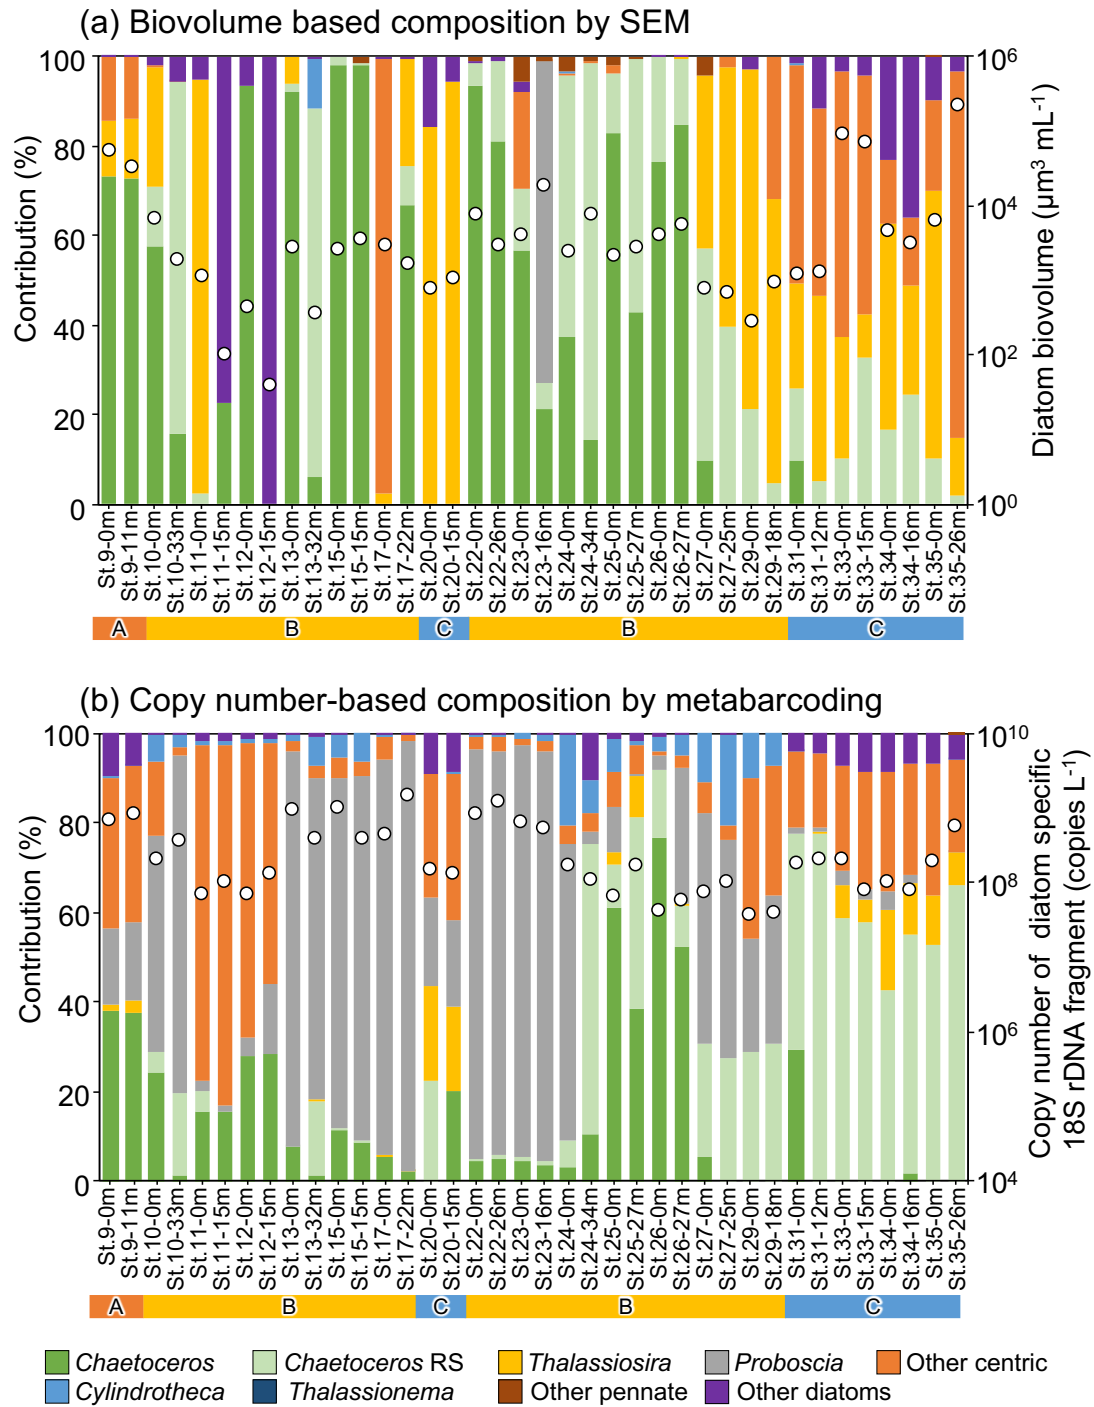 (a) Biovolume based composition by SEM
Contribution (%)
100
80
60
40
20
0
10⁶
10⁴
10²
10⁰
Diatom biovolume (µm³ mL⁻¹)
St.9-0m
St.9-11m
St.10-0m
St.10-33m
St.11-0m
St.11-15m
St.12-0m
St.12-15m
St.13-0m
St.13-32m
St.15-0m
St.15-15m
St.17-0m
St.17-22m
St.20-0m
St.20-15m
St.22-0m
St.22-26m
St.23-0m
St.23-16m
St.24-0m
St.24-34m
St.25-0m
St.25-27m
St.26-0m
St.26-27m
St.27-0m
St.27-25m
St.29-0m
St.29-18m
St.31-0m
St.31-12m
St.33-0m
St.33-15m
St.34-0m
St.34-16m
St.35-0m
St.35-26m
A B C B C
(b) Copy number-based composition by metabarcoding
Contribution (%)
100
80
60
40
20
0
10¹⁰
10⁸
10⁶
10⁴
Copy number of diatom specific
18S rDNA fragment (copies L⁻¹)
St.9-0m
St.9-11m
St.10-0m
St.10-33m
St.11-0m
St.11-15m
St.12-0m
St.12-15m
St.13-0m
St.13-32m
St.15-0m
St.15-15m
St.17-0m
St.17-22m
St.20-0m
St.20-15m
St.22-0m
St.22-26m
St.23-0m
St.23-16m
St.24-0m
St.24-34m
St.25-0m
St.25-27m
St.26-0m
St.26-27m
St.27-0m
St.27-25m
St.29-0m
St.29-18m
St.31-0m
St.31-12m
St.33-0m
St.33-15m
St.34-0m
St.34-16m
St.35-0m
St.35-26m
A B C B C
Chaetoceros Chaetoceros RS Thalassiosira Proboscia Other centric
Cylindrotheca Thalassionema Other pennate Other diatoms